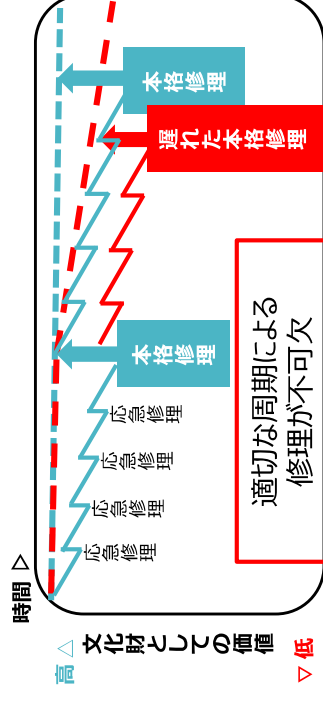 時間 ▷
高 △
文化財としての価値
▽ 低
応急修理
応急修理
応急修理
応急修理
本格修理
遅れた本格修理
本格修理
適切な周期による
修理が不可欠